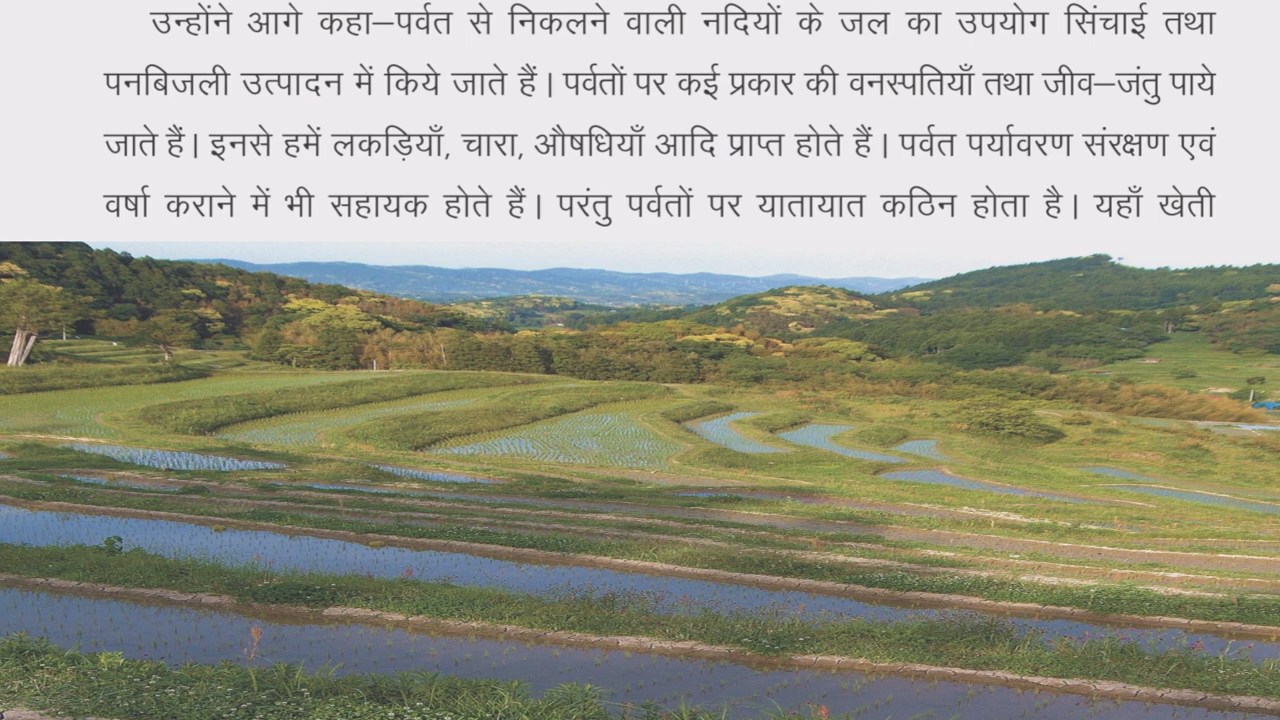 उन्होंने आगे कहा–पर्वत से निकलने वाली नदियों के जल का उपयोग सिंचाई तथा
पनबिजली उत्पादन में किये जाते हैं। पर्वतों पर कई प्रकार की वनस्पतियाँ तथा जीव–जंतु पाये
जाते हैं। इनसे हमें लकड़ियाँ, चारा, औषधियाँ आदि प्राप्त होते हैं। पर्वत पर्यावरण संरक्षण एवं
वर्षा कराने में भी सहायक होते हैं। परंतु पर्वतों पर यातायात कठिन होता है। यहाँ खेती